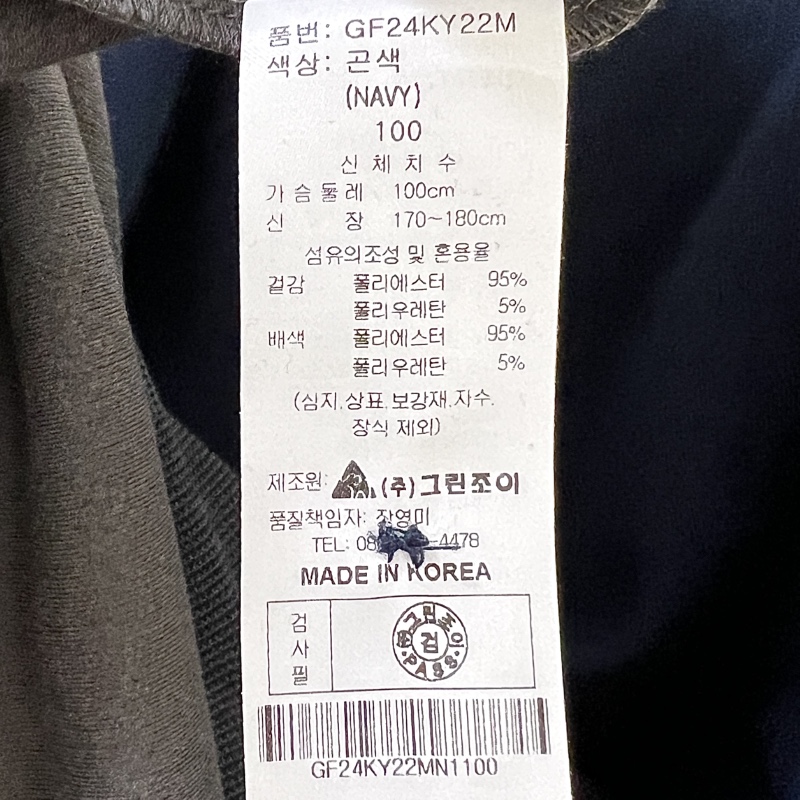 품번: GF24KY22M
색상: 곤색
(NAVY)
100
신 체 치 수
가 슴 둘 레 100cm
신 장 170~180cm
섬유의조성 및 혼용율
겉감 폴리에스터 95%
폴리우레탄 5%
배색 폴리에스터 95%
폴리우레탄 5%
(심지.상표.보강재.자수.
장식 제외)
제조원: (주)그린조이
품질책임자: 장영미
TEL: -4478
MADE IN KOREA
검사필
(주)그린조이
검
·PASS·
GF24KY22MN1100